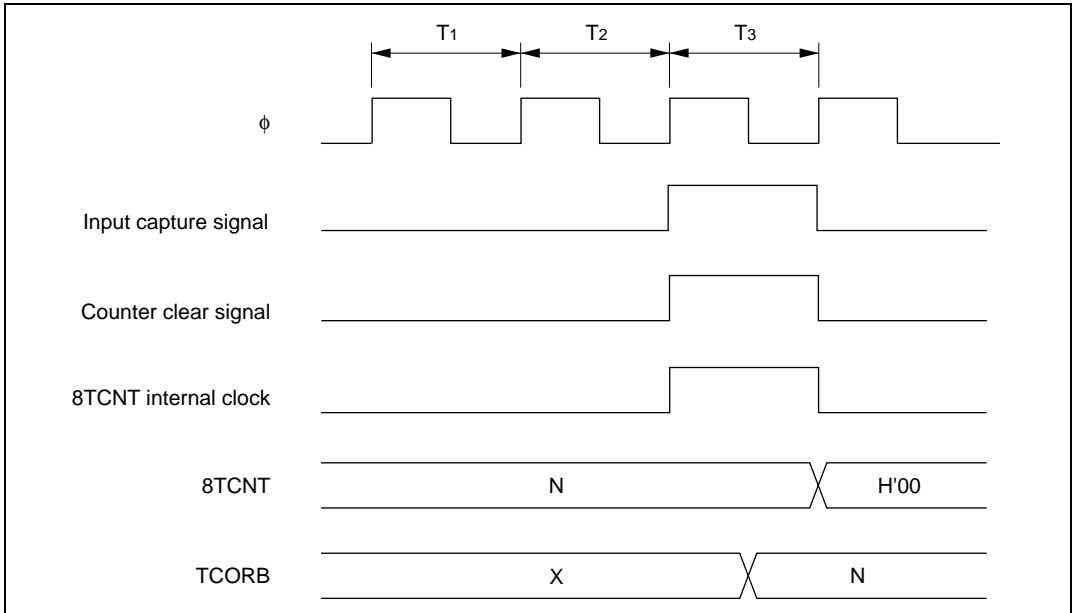 T1 T2 T3
φ
Input capture signal
Counter clear signal
8TCNT internal clock
8TCNT N H'00
TCORB X N